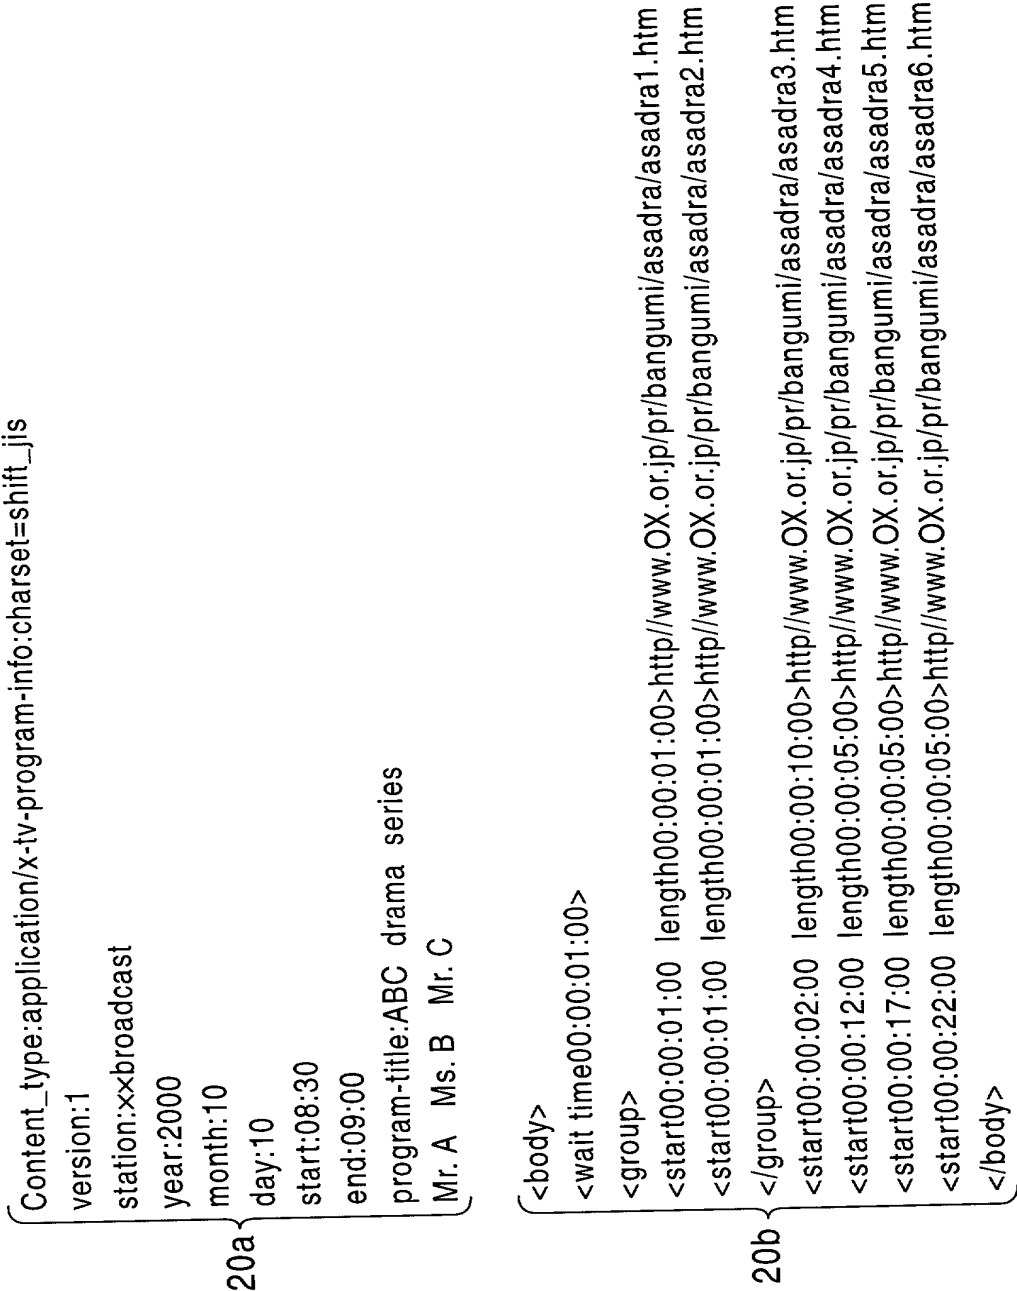 20a
Content_type:application/x-tv-program-info:charset=shift_jis
version:1
station:××broadcast
year:2000
month:10
day:10
start:08:30
end:09:00
program-title:ABC drama series
Mr. A Ms. B Mr. C
20b
<body>
<wait time00:00:01:00>
<group>
<start00:00:01:00 length00:00:01:00>http//www.OX.or.jp/pr/bangumi/asadra/asadra1.htm
<start00:00:01:00 length00:00:01:00>http//www.OX.or.jp/pr/bangumi/asadra/asadra2.htm
</group>
<start00:00:02:00 length00:00:10:00>http//www.OX.or.jp/pr/bangumi/asadra/asadra3.htm
<start00:00:12:00 length00:00:05:00>http//www.OX.or.jp/pr/bangumi/asadra/asadra4.htm
<start00:00:17:00 length00:00:05:00>http//www.OX.or.jp/pr/bangumi/asadra/asadra5.htm
<start00:00:22:00 length00:00:05:00>http//www.OX.or.jp/pr/bangumi/asadra/asadra6.htm
</body>